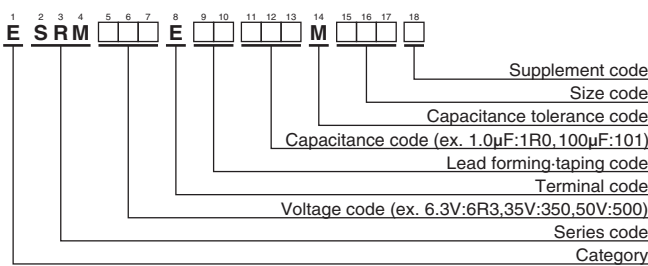 1 2 3 4 5 6 7 8 9 10 11 12 13 14 15 16 17 18
E S R M E M
Supplement code
Size code
Capacitance tolerance code
Capacitance code (ex. 1.0µF:1R0,100µF:101)
Lead forming·taping code
Terminal code
Voltage code (ex. 6.3V:6R3,35V:350,50V:500)
Series code
Category